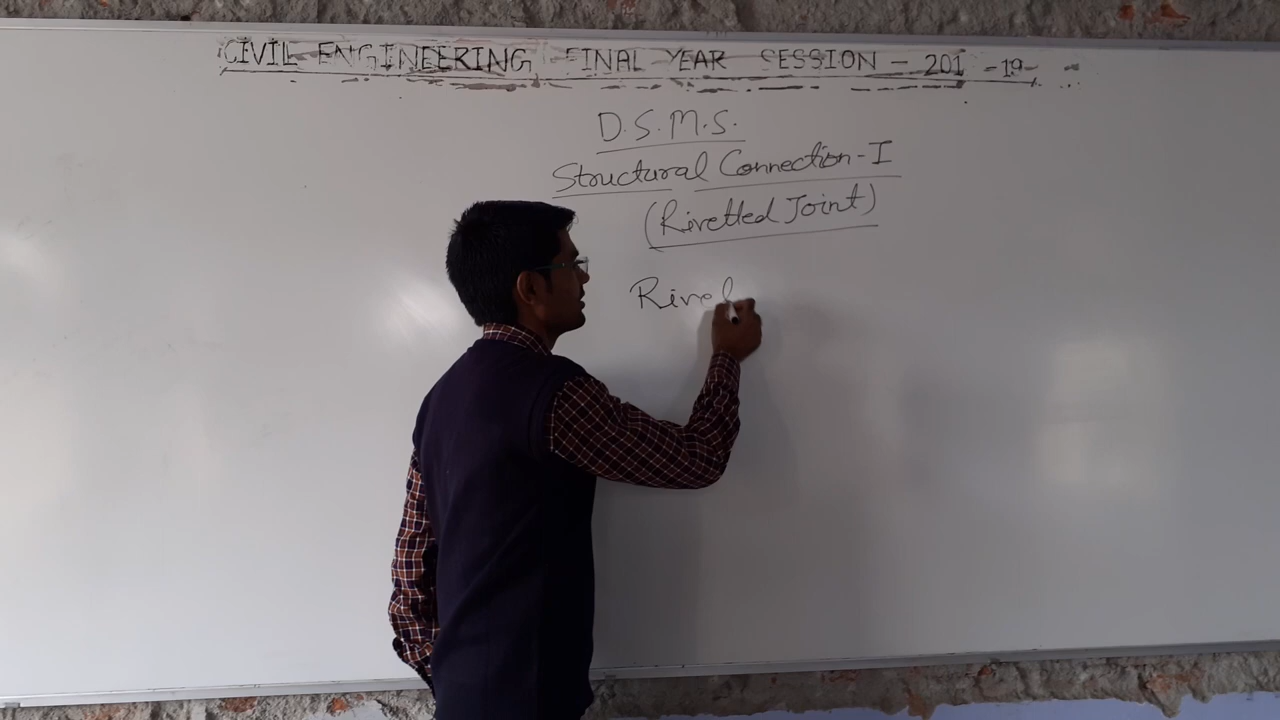 CIVIL ENGINEERING FINAL YEAR SESSION - 201 -19
D.S.M.S.
Structural Connection-I
(Rivetted Joint)
Rive